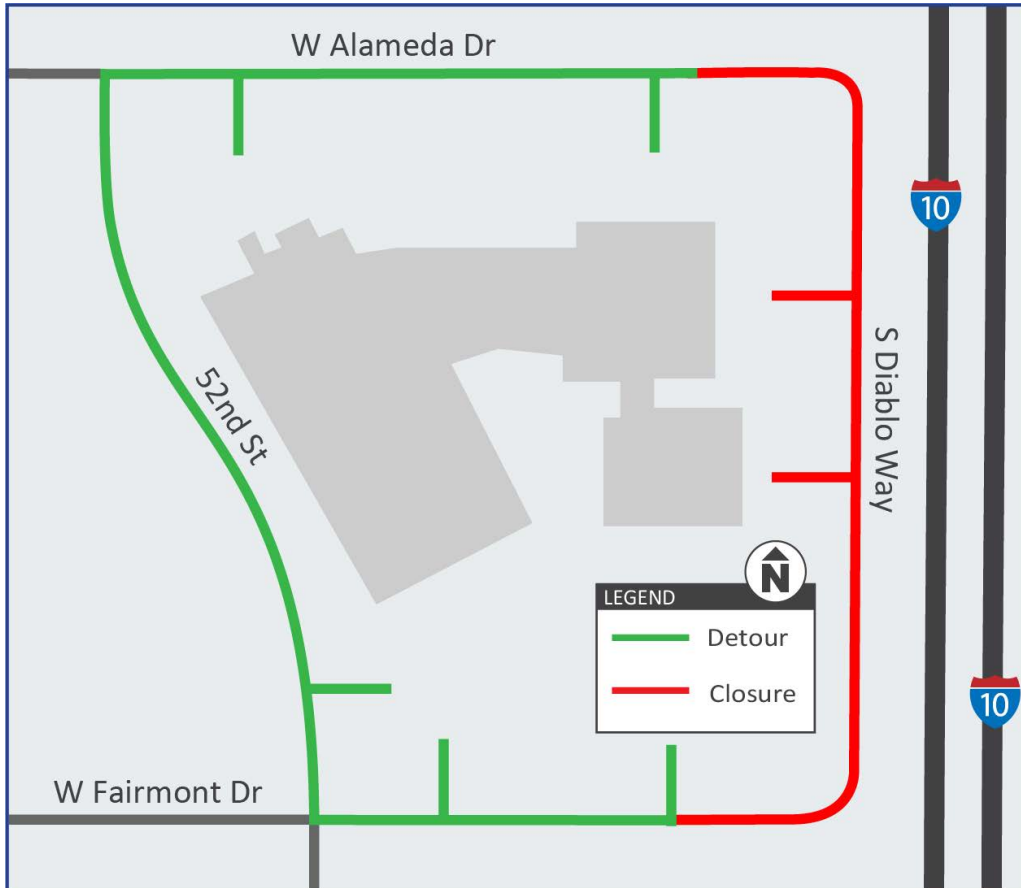 W Alameda Dr
10
S Diablo Way
52nd St
N
LEGEND
Detour
Closure
10
W Fairmont Dr